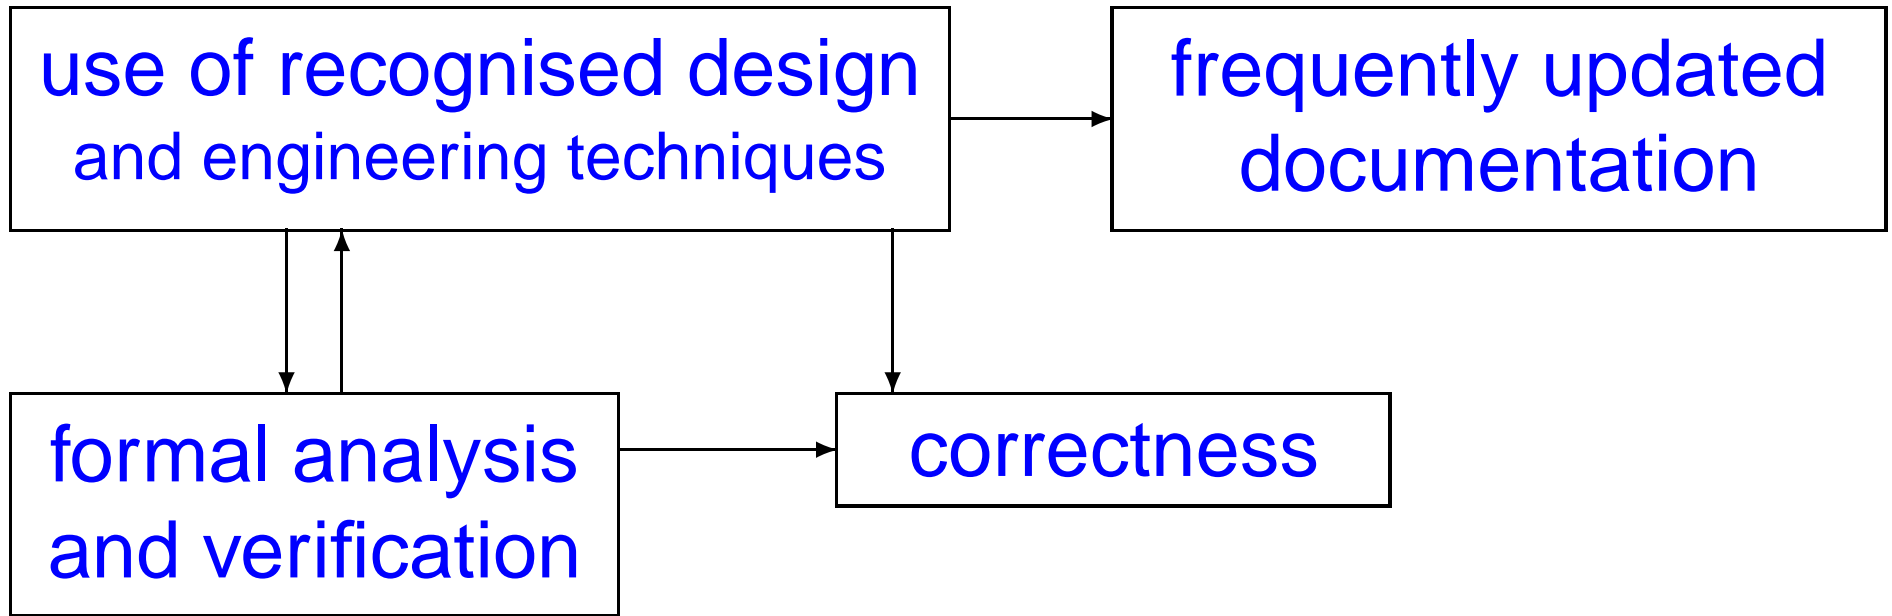 use of recognised design
and engineering techniques
frequently updated
documentation
formal analysis
and verification
correctness